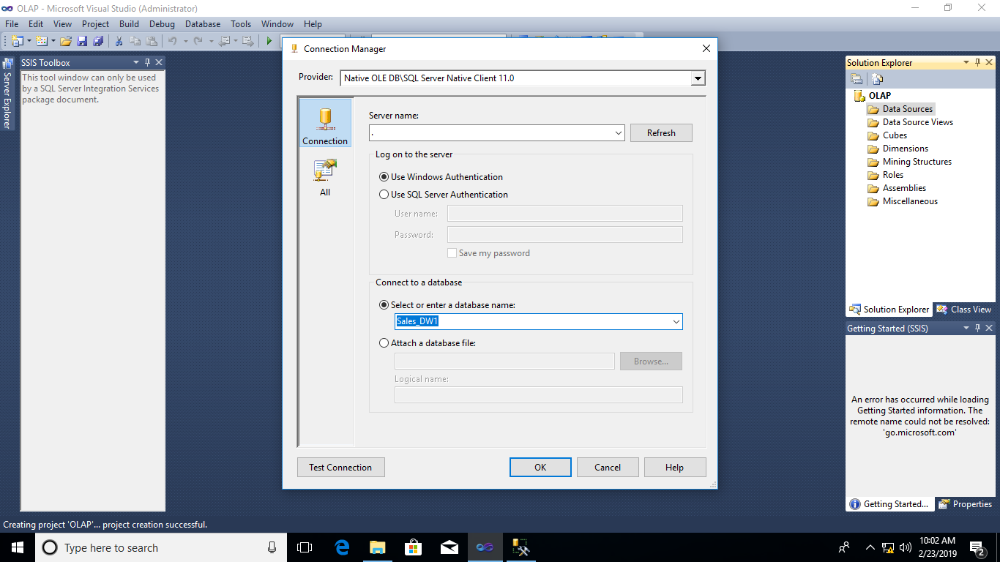 OLAP - Microsoft Visual Studio (Administrator)
File Edit View Project Build Debug Database Tools Window Help
Server Explorer
SSIS Toolbox
This tool window can only be used
by a SQL Server Integration Services
package document.
Connection Manager
Provider:
Native OLE DB\SQL Server Native Client 11.0
Connection
All
Server name:
.
Refresh
Log on to the server
Use Windows Authentication
Use SQL Server Authentication
User name:
Password:
Save my password
Connect to a database
Select or enter a database name:
Sales_DW1
Attach a database file:
Browse...
Logical name:
Test Connection
OK
Cancel
Help
Solution Explorer
OLAP
Data Sources
Data Source Views
Cubes
Dimensions
Mining Structures
Roles
Assemblies
Miscellaneous
Solution Explorer
Class View
Getting Started (SSIS)
An error has occurred while loading
Getting Started information. The
remote name could not be resolved:
'go.microsoft.com'
Getting Started...
Properties
Creating project 'OLAP'... project creation successful.
Type here to search
10:02 AM
2/23/2019
2